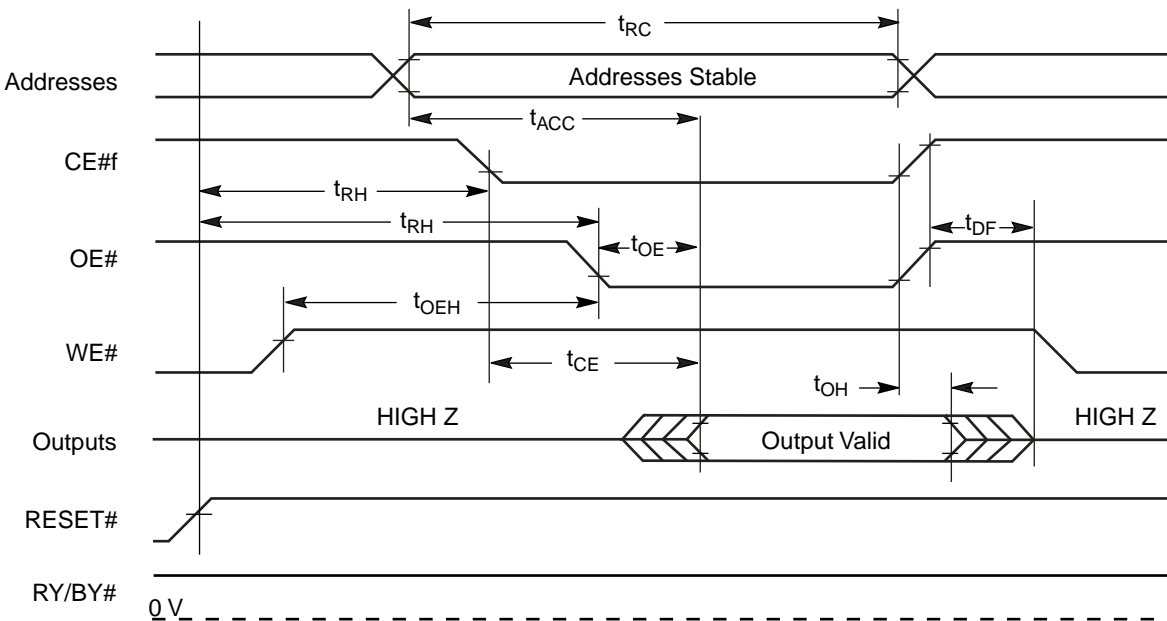 tRC
Addresses
Addresses Stable
tACC
CE#f
tRH
tRH
tDF
OE#
tOE
tOEH
WE#
tCE
tOH
HIGH Z
HIGH Z
Outputs
Output Valid
RESET#
RY/BY#
0 V